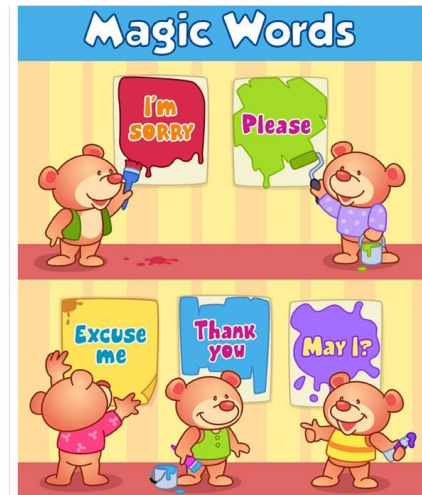 Magic Words
I'm
SORRY
Please
Excuse
me
Thank
you
May I?